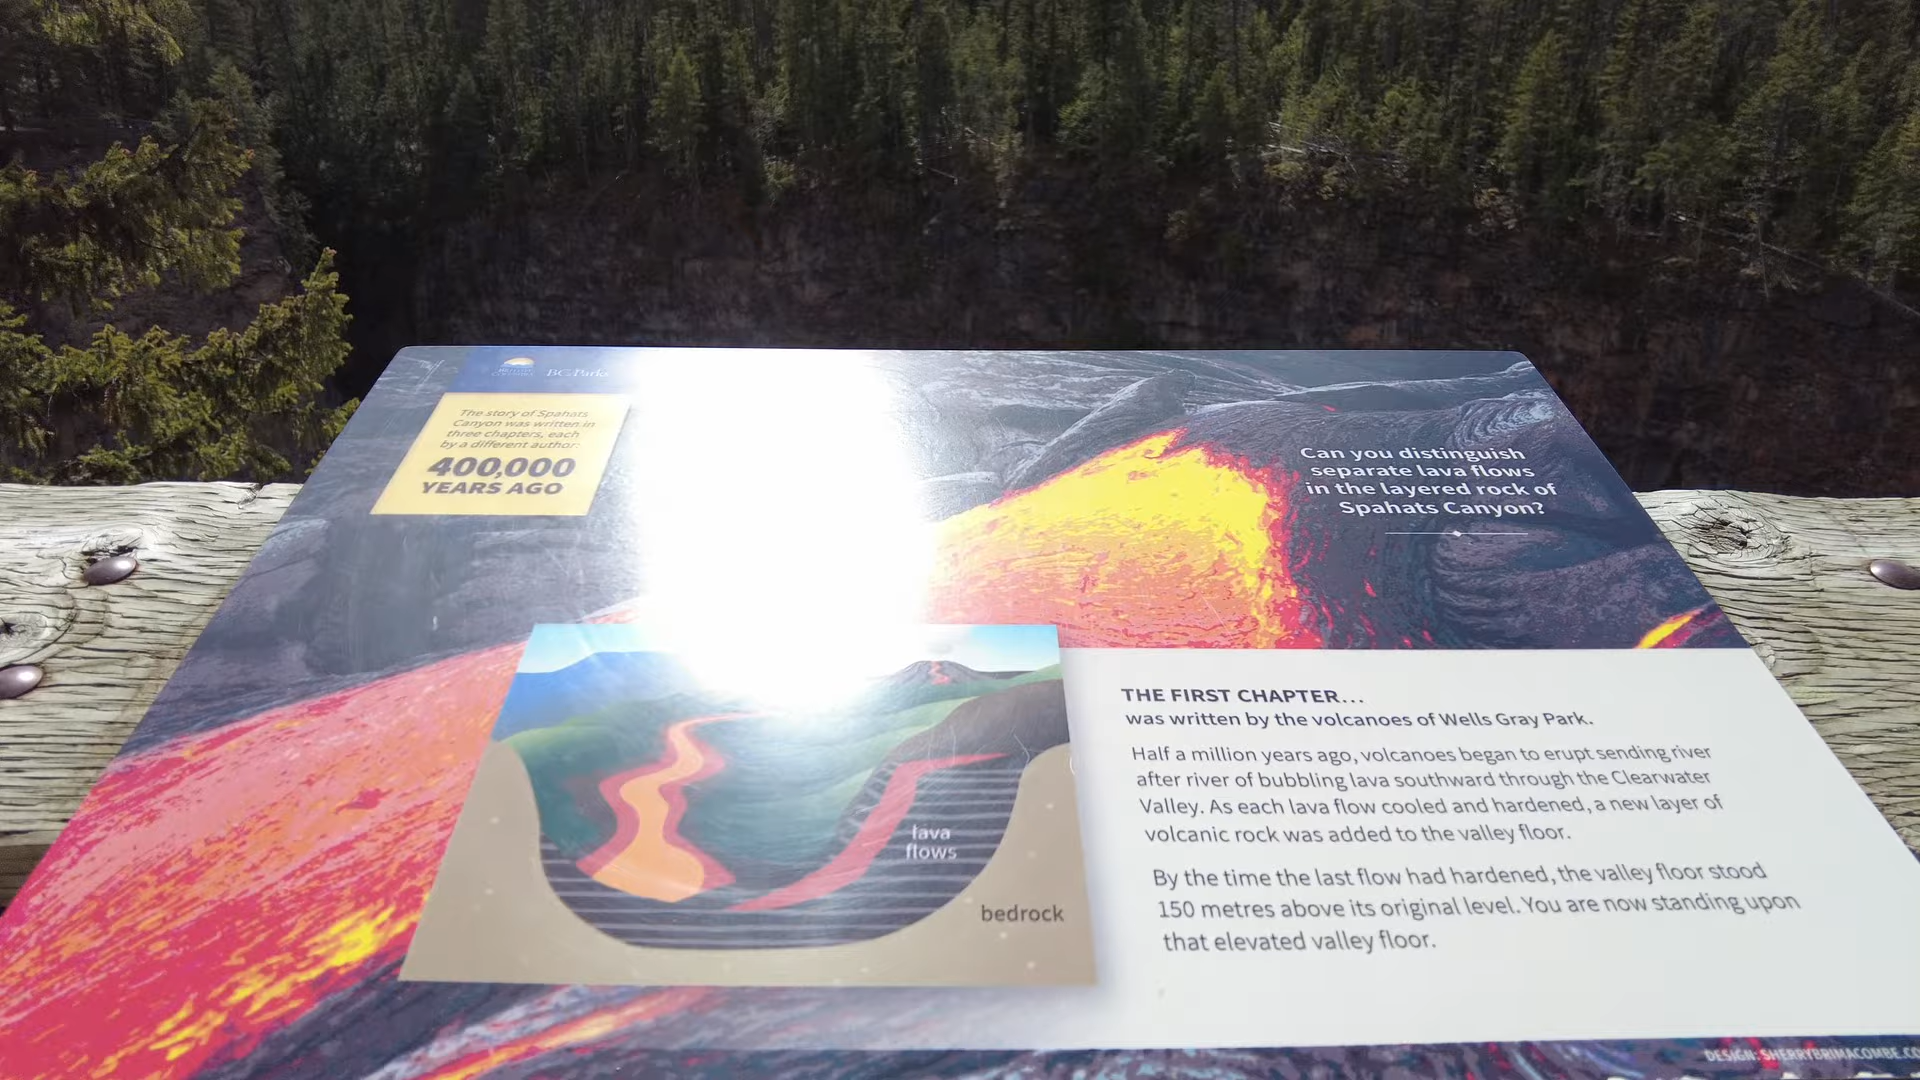 BC Parks
The story of Spahats
Canyon was written in
three chapters, each
by a different author:
400,000
YEARS AGO
Can you distinguish
separate lava flows
in the layered rock of
Spahats Canyon?
lava
flows
bedrock
THE FIRST CHAPTER...
was written by the volcanoes of Wells Gray Park.
Half a million years ago, volcanoes began to erupt sending river
after river of bubbling lava southward through the Clearwater
Valley. As each lava flow cooled and hardened, a new layer of
volcanic rock was added to the valley floor.
By the time the last flow had hardened, the valley floor stood
150 metres above its original level. You are now standing upon
that elevated valley floor.
DESIGN: SHERRYBRIMACOMBE.CO